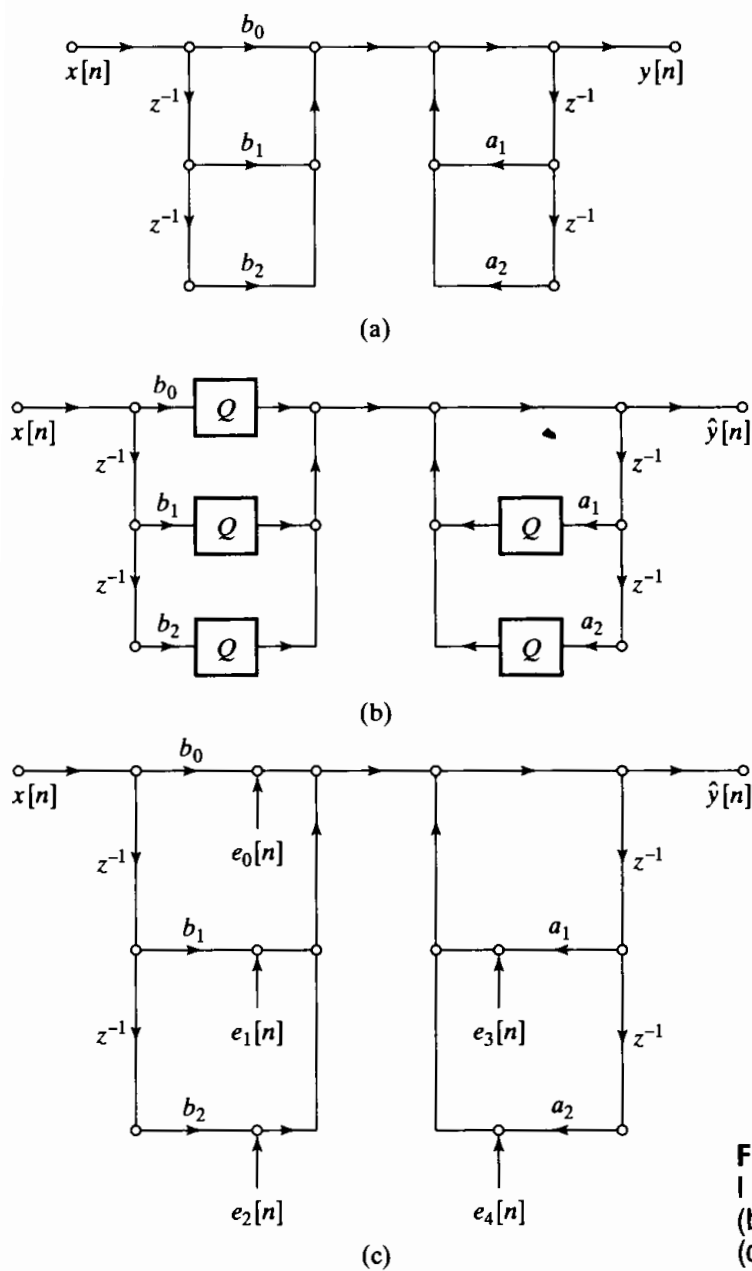 b₀
x[n] y[n]
z⁻¹ z⁻¹
b₁ a₁
z⁻¹ z⁻¹
b₂ a₂
(a)
b₀ Q
x[n] ŷ[n]
z⁻¹ z⁻¹
b₁ Q Q a₁
z⁻¹ z⁻¹
b₂ Q Q a₂
(b)
b₀
x[n] ŷ[n]
e₀[n]
z⁻¹ z⁻¹
b₁ a₁
e₁[n] e₃[n]
z⁻¹ z⁻¹
b₂ a₂
e₂[n] e₄[n]
(c)
F
I
(b
(c